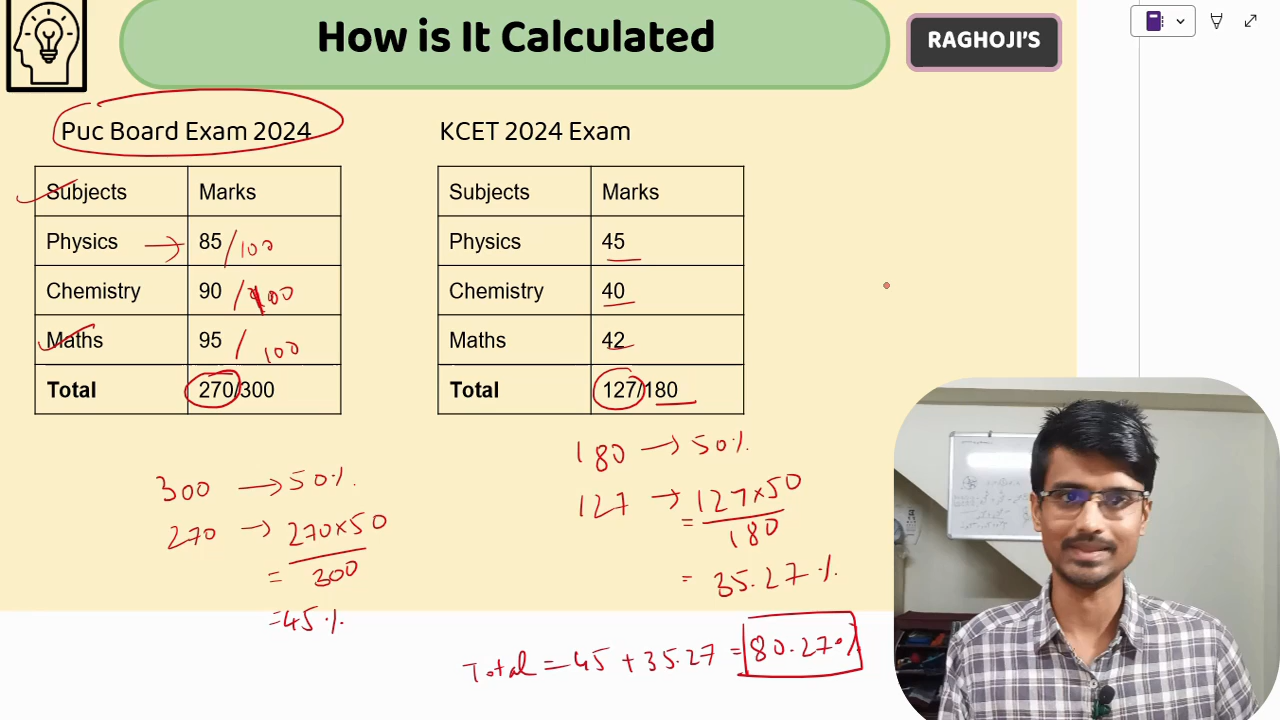 How is It Calculated
RAGHOJI'S
Puc Board Exam 2024
Subjects Marks
Physics → 85 /100
Chemistry 90 /100
Maths 95 / 100
Total 270/300
300 → 50%.
270 → 270×50
300
= 
=45%.
KCET 2024 Exam
Subjects Marks
Physics 45
Chemistry 40
Maths 42
Total 127/180
180 → 50%.
127 → = 127×50
180
= 35.27%
Total = 45 + 35.27 = 80.27%